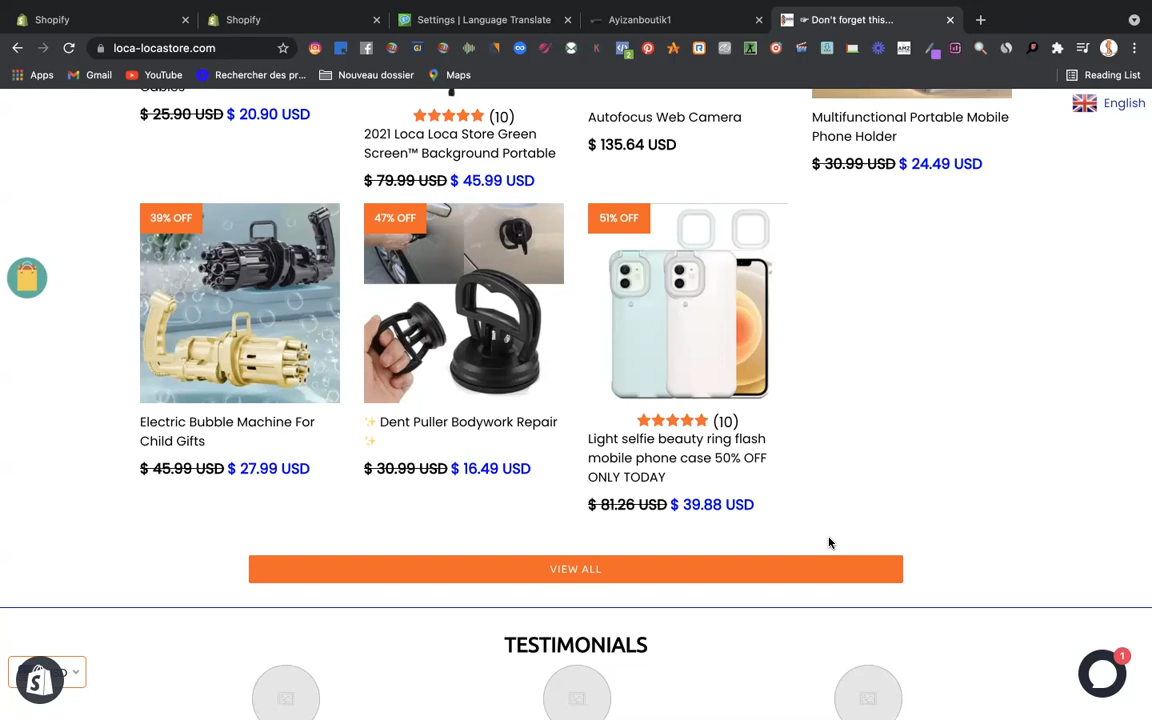 Shopify
Shopify
Settings | Language Translate
Ayizanboutik1
☞ Don't forget this...
loca-locastore.com
Apps
Gmail
YouTube
Rechercher des pr...
Nouveau dossier
Maps
Reading List
English
$ 25.90 USD $ 20.90 USD
(10)
2021 Loca Loca Store Green
Screen™ Background Portable
$ 79.99 USD $ 45.99 USD
Autofocus Web Camera
$ 135.64 USD
Multifunctional Portable Mobile
Phone Holder
$ 30.99 USD $ 24.49 USD
39% OFF
Electric Bubble Machine For
Child Gifts
$ 45.99 USD $ 27.99 USD
47% OFF
✨ Dent Puller Bodywork Repair
✨
$ 30.99 USD $ 16.49 USD
51% OFF
(10)
Light selfie beauty ring flash
mobile phone case 50% OFF
ONLY TODAY
$ 81.26 USD $ 39.88 USD
VIEW ALL
TESTIMONIALS
1